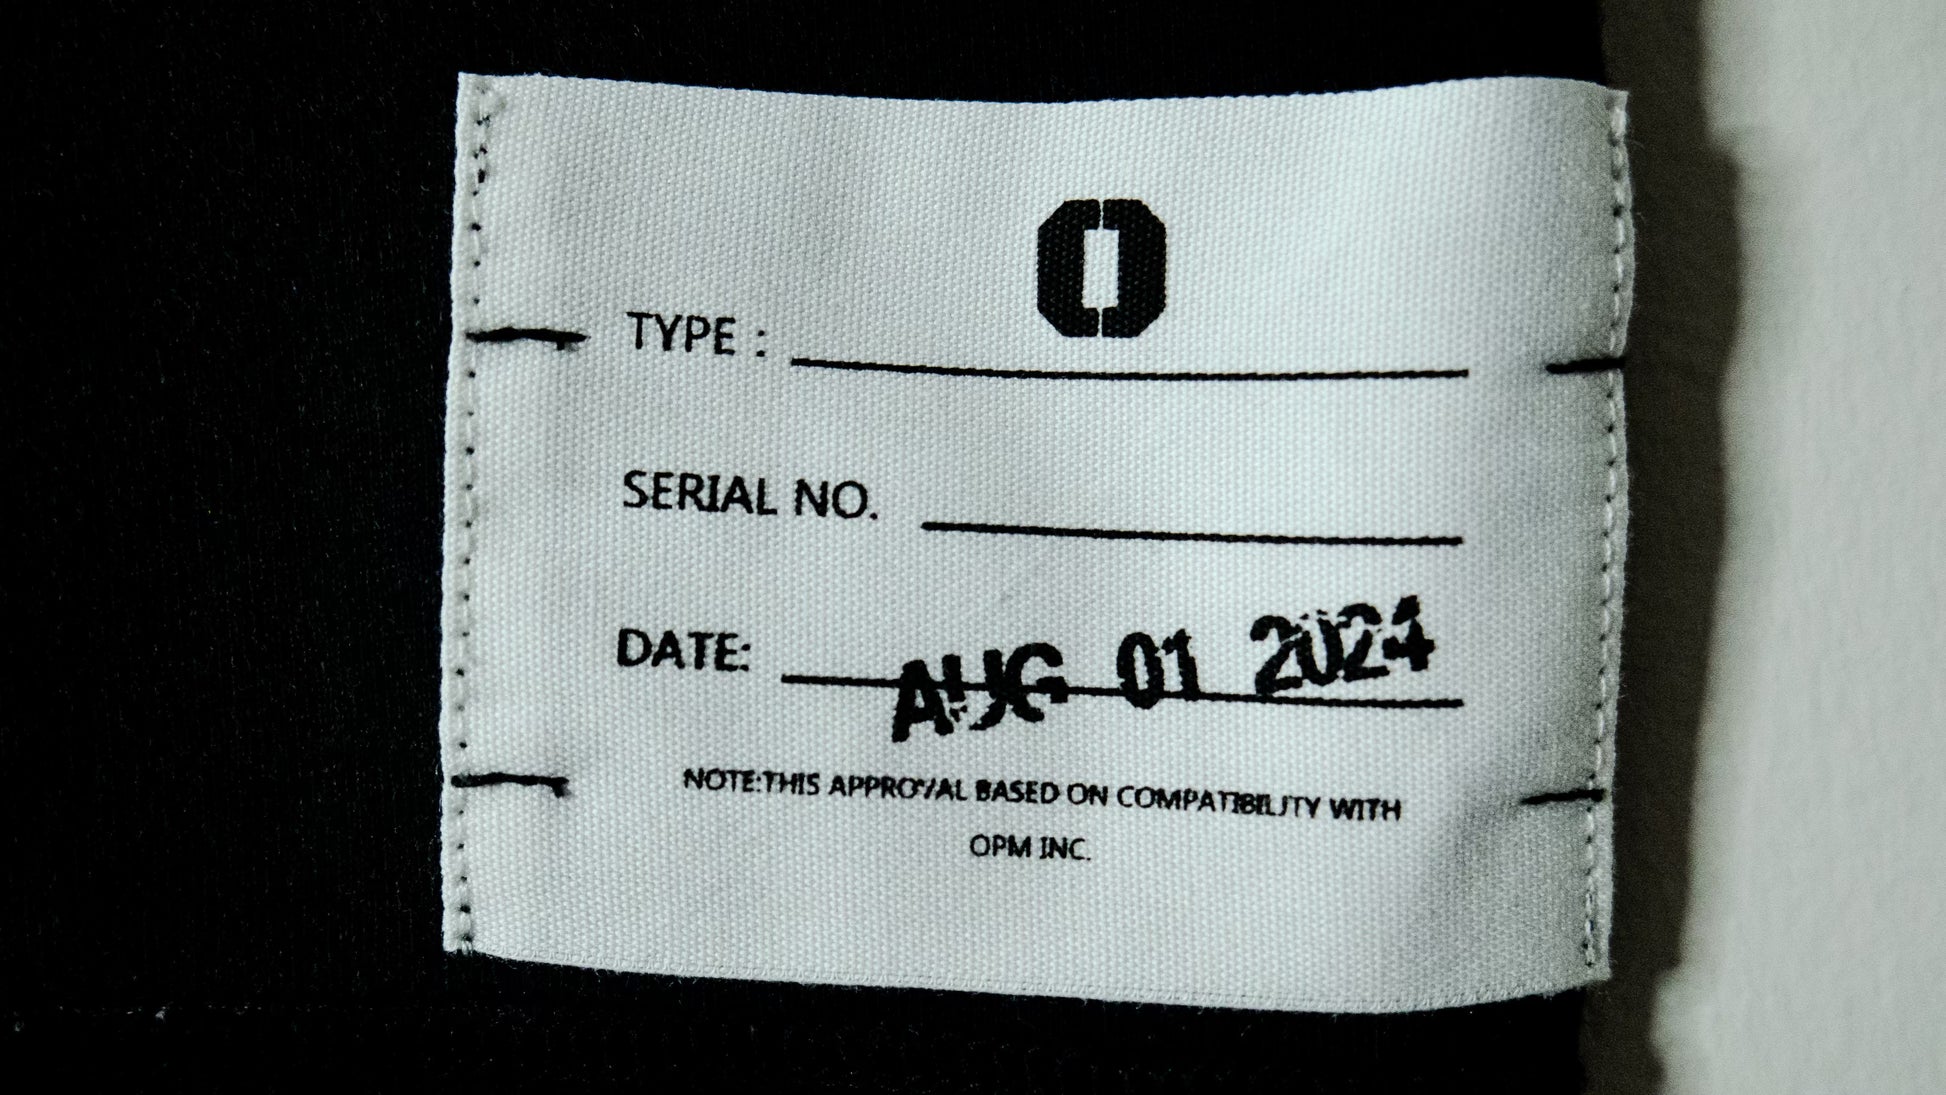 TYPE : 0
SERIAL NO.
DATE: AUG 01 2024
NOTE:THIS APPROVAL BASED ON COMPATIBILITY WITH
OPM INC.